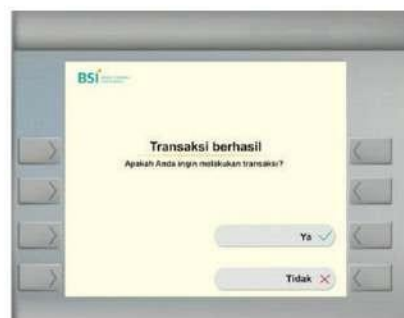 BSI
Transaksi berhasil
Apakah Anda ingin melakukan transaksi?
Ya
Tidak